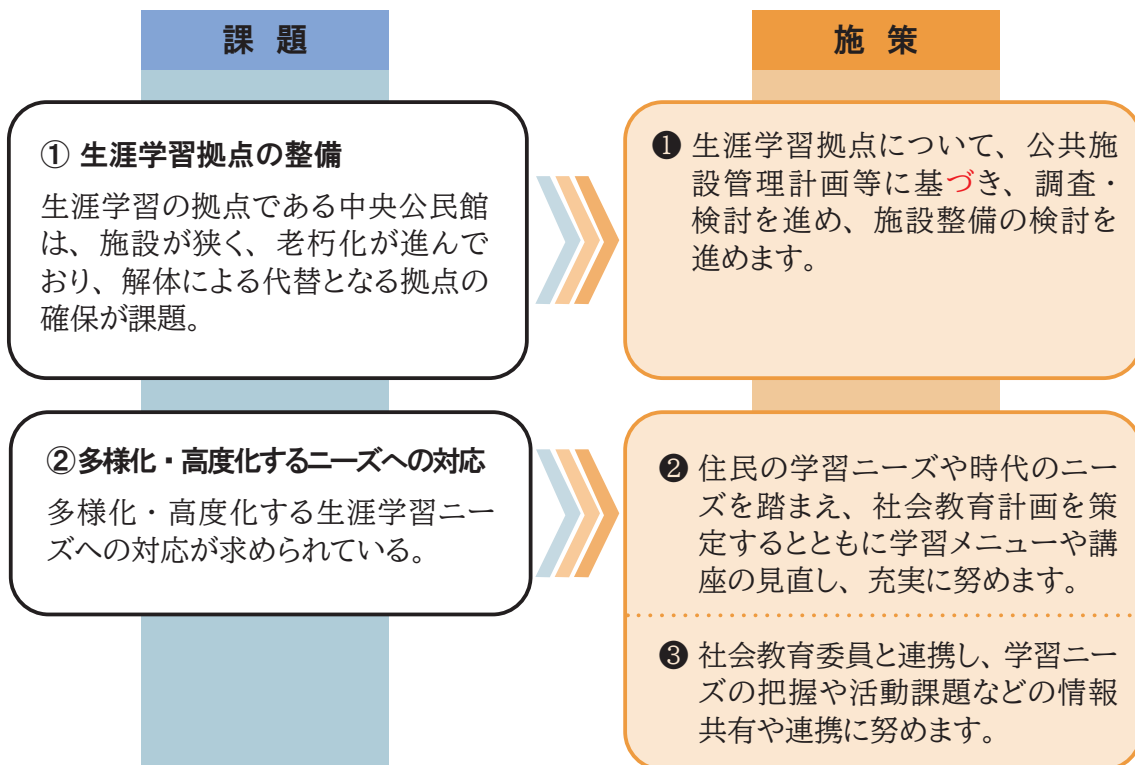 課 題
施 策
① 生涯学習拠点の整備
生涯学習の拠点である中央公民館
は、施設が狭く、老朽化が進んで
おり、解体による代替となる拠点の
確保が課題。
❶ 生涯学習拠点について、公共施
設管理計画等に基づき、調査・
検討を進め、施設整備の検討を
進めます。
②多様化・高度化するニーズへの対応
多様化・高度化する生涯学習ニー
ズへの対応が求められている。
❷ 住民の学習ニーズや時代のニー
ズを踏まえ、社会教育計画を策
定するとともに学習メニューや講
座の見直し、充実に努めます。
❸ 社会教育委員と連携し、学習ニー
ズの把握や活動課題などの情報
共有や連携に努めます。